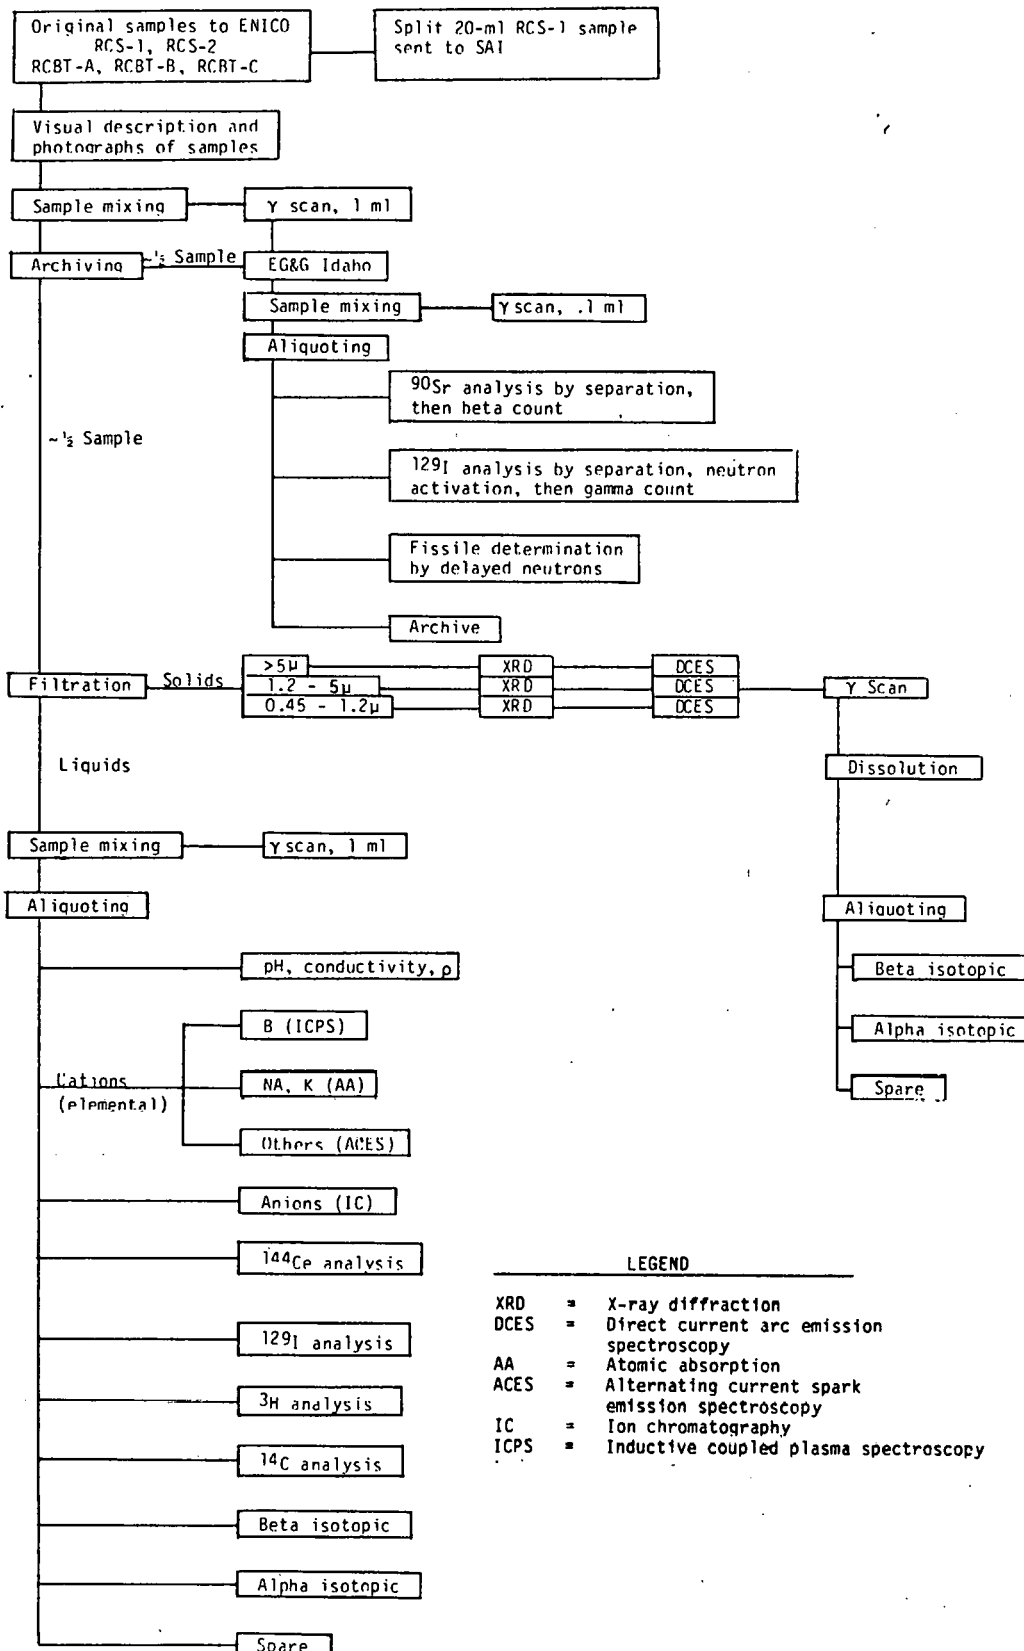 Original samples to ENICO
RCS-1, RCS-2
RCBT-A, RCBT-B, RCBT-C
Split 20-ml RCS-1 sample
sent to SAI
Visual description and
photographs of samples
Sample mixing
γ scan, 1 ml
Archiving
~½ Sample
EG&G Idaho
Sample mixing
γ scan, .1 ml
Aliquoting
90Sr analysis by separation,
then beta count
~½ Sample
129I analysis by separation, neutron
activation, then gamma count
Fissile determination
by delayed neutrons
Archive
Filtration
Solids
>5μ
XRD
DCES
1.2 - 5μ
XRD
DCES
0.45 - 1.2μ
XRD
DCES
γ Scan
Liquids
Dissolution
Sample mixing
γ scan, 1 ml
Aliquoting
Aliquoting
pH, conductivity, ρ
Beta isotopic
B (ICPS)
Alpha isotopic
Cations
(elemental)
NA, K (AA)
Spare
Others (ACES)
Anions (IC)
144Ce analysis
129I analysis
3H analysis
14C analysis
Beta isotopic
Alpha isotopic
Spare
LEGEND
XRD = X-ray diffraction
DCES = Direct current arc emission
spectroscopy
AA = Atomic absorption
ACES = Alternating current spark
emission spectroscopy
IC = Ion chromatography
ICPS = Inductive coupled plasma spectroscopy